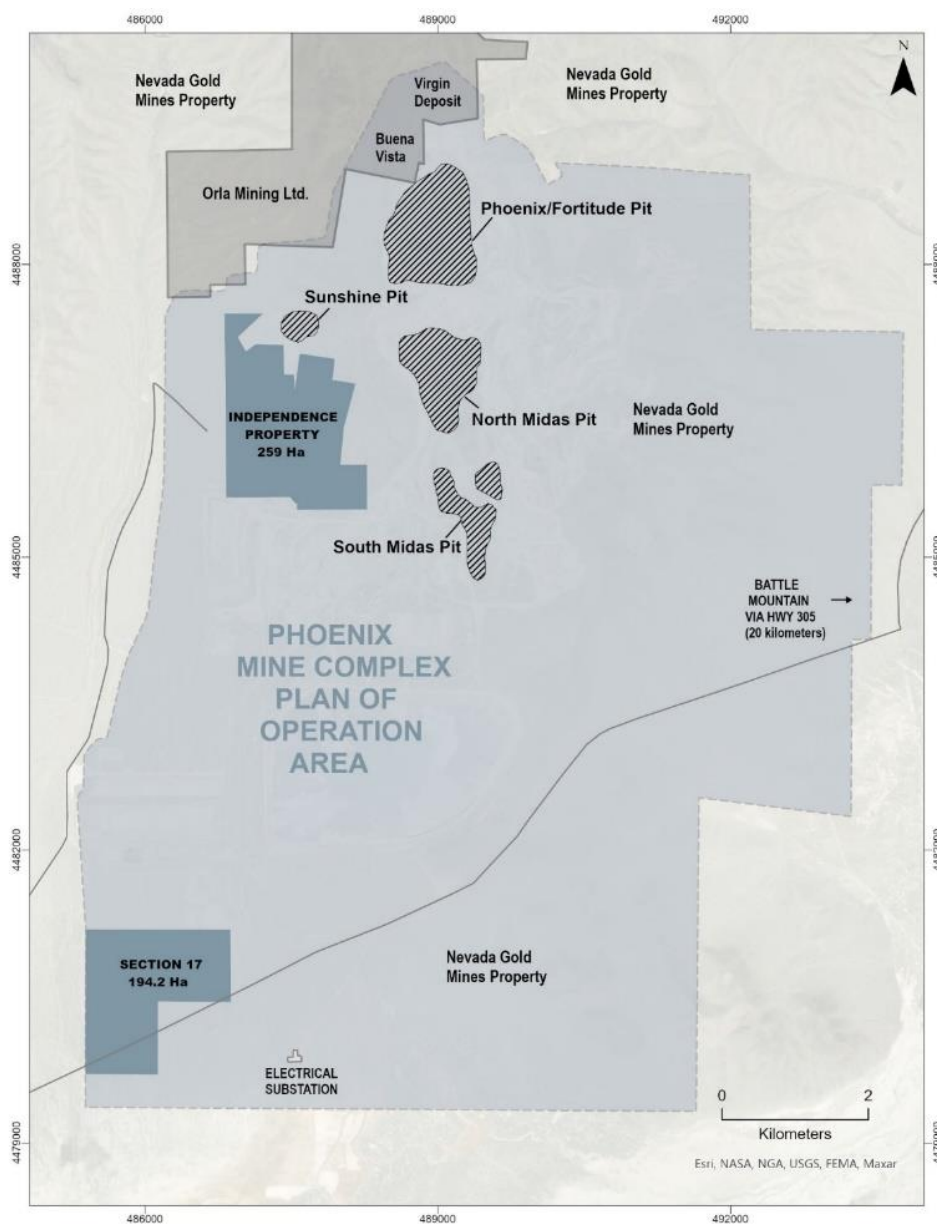 486000
489000
492000
N
Nevada Gold
Mines Property
Virgin
Deposit
Nevada Gold
Mines Property
Buena
Vista
Orla Mining Ltd.
Phoenix/Fortitude Pit
4488000
4488000
Sunshine Pit
INDEPENDENCE
PROPERTY
259 Ha
North Midas Pit
Nevada Gold
Mines Property
South Midas Pit
4485000
4485000
BATTLE
MOUNTAIN
VIA HWY 305
(20 kilometers)
PHOENIX
MINE COMPLEX
PLAN OF
OPERATION
AREA
4482000
4482000
SECTION 17
194.2 Ha
Nevada Gold
Mines Property
ELECTRICAL
SUBSTATION
0 2
Kilometers
4479000
4479000
Esri, NASA, NGA, USGS, FEMA, Maxar
486000
489000
492000